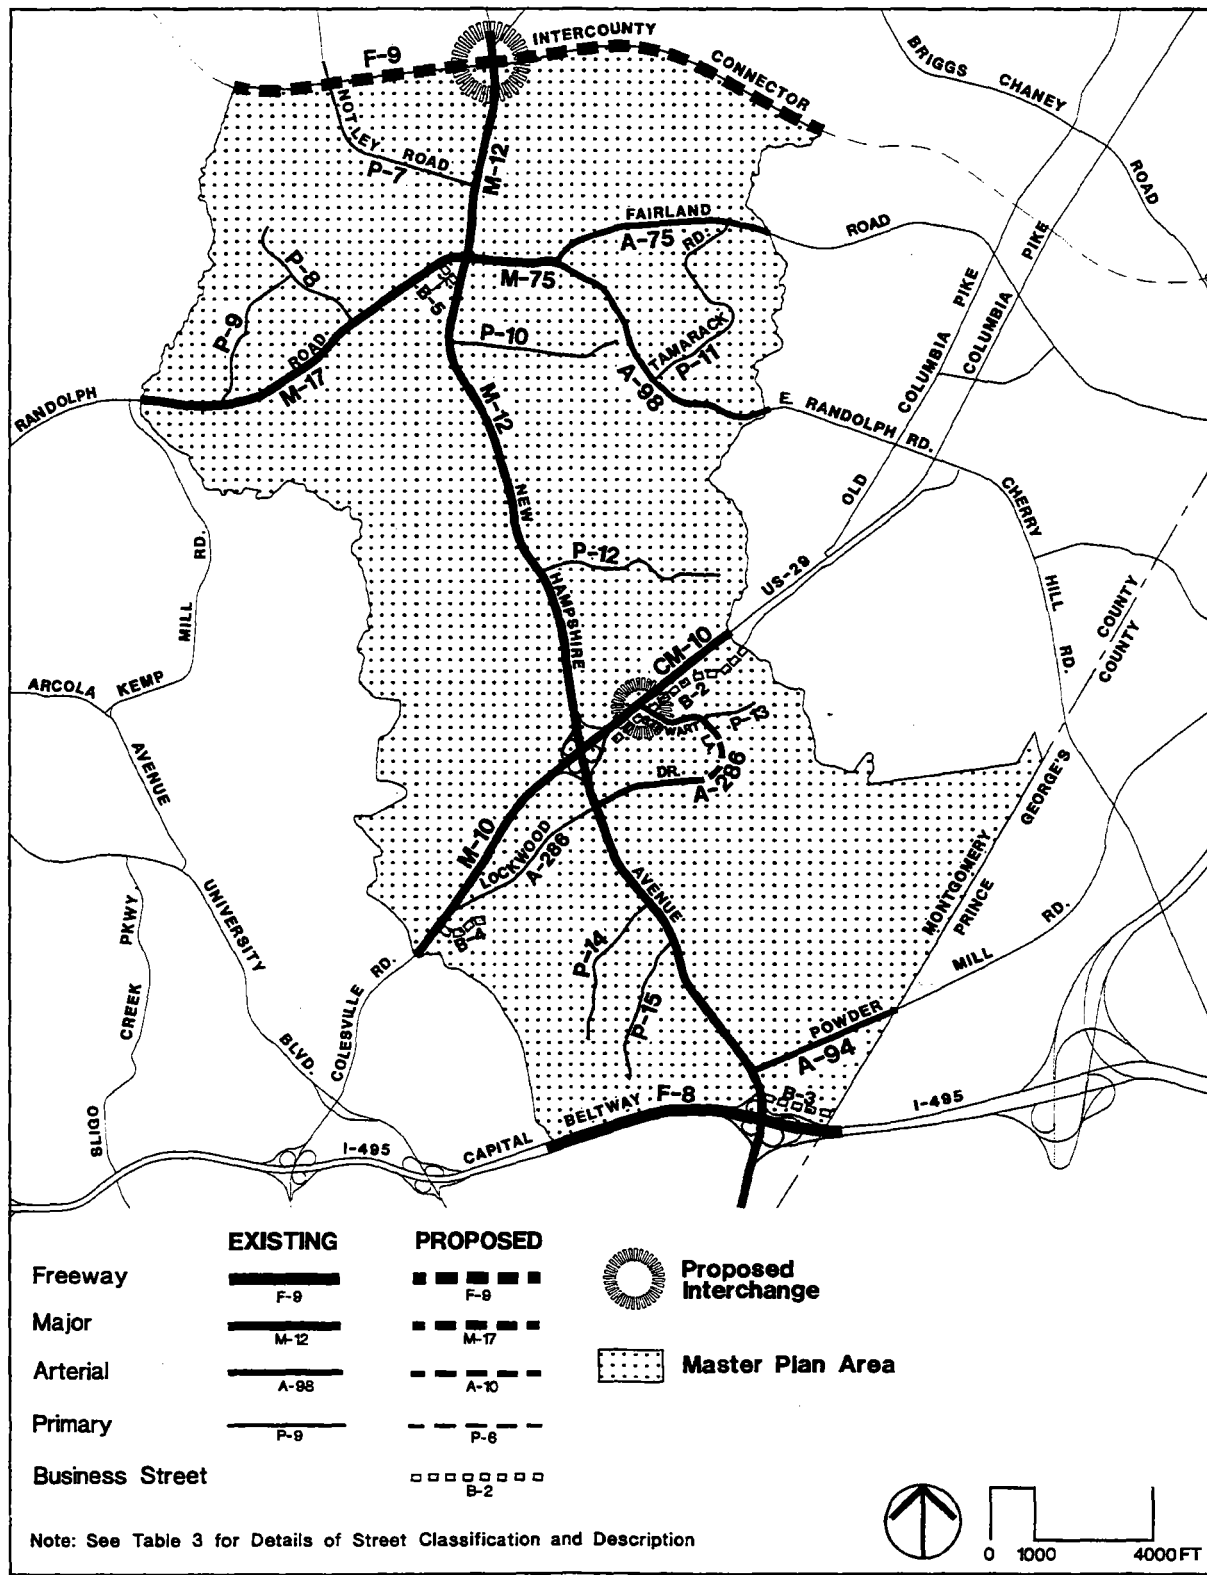 INTERCOUNTY
CONNECTOR
F-9
BRIGGS CHANEY ROAD
NOTLEY ROAD
P-7
M-12
FAIRLAND
ROAD
A-75
RD.
M-75
P-8
B-5
P-9
P-10
TAMARACK
P-11
PIKE
PIKE
COLUMBIA
COLUMBIA
OLD
RANDOLPH
ROAD
M-17
M-12
A-98
E. RANDOLPH RD.
CHERRY
HILL
RD.
NEW
HAMPSHIRE
P-12
US-29
MILL RD.
KEMP
ARCOLA
AVENUE
CM-10
B-2
P-13
LA.
DR.
A-286
COUNTY
COUNTY
GEORGE'S
MONTGOMERY
PRINCE
M-10
LOCKWOOD
A-286
AVENUE
UNIVERSITY
BLVD.
B-4
COLESVILLE RD.
P-14
P-15
MILL RD.
POWDER
A-94
SLIGO CREEK PKWY
B-3
F-8
BELTWAY
CAPITAL
I-495
I-495
EXISTING PROPOSED
Freeway F-9 F-9
Major M-12 M-17
Arterial A-98 A-10
Primary P-9 P-6
Business Street B-2
Proposed
Interchange
Master Plan Area
Note: See Table 3 for Details of Street Classification and Description
0 1000 4000 FT